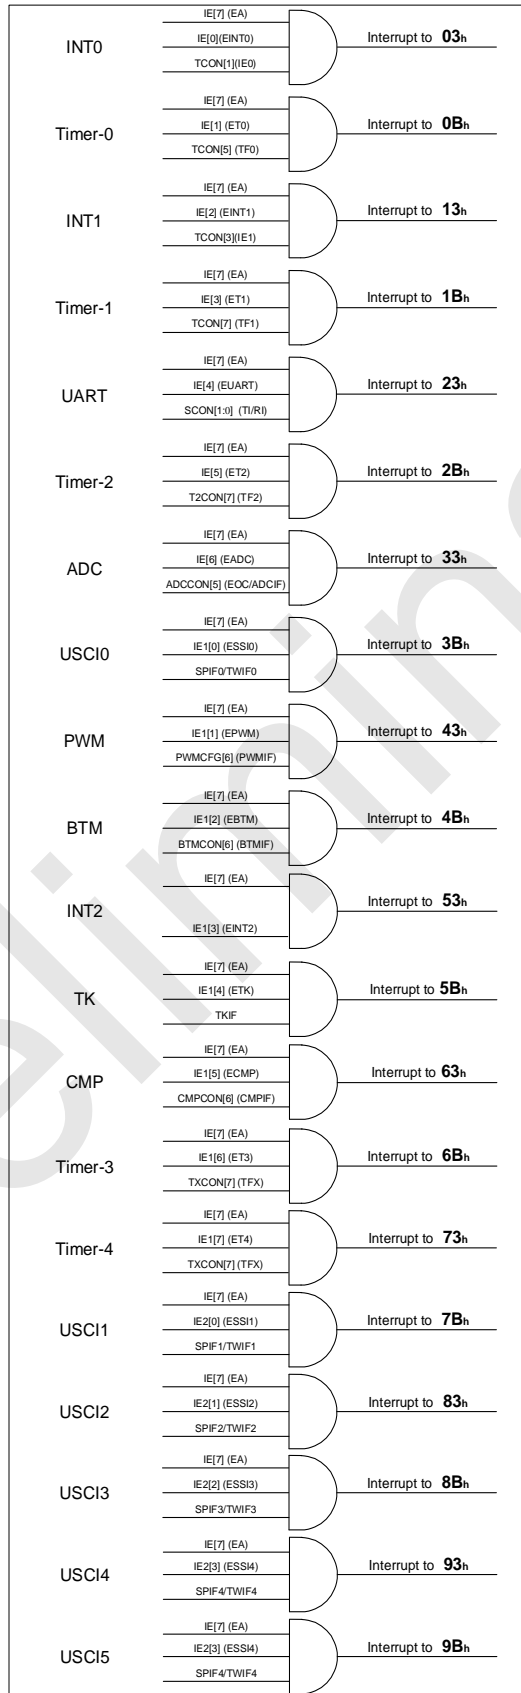 IE[7] (EA)
INT0 IE[0](EINT0) Interrupt to 03h
TCON[1](IE0)
IE[7] (EA)
Timer-0 IE[1] (ET0) Interrupt to 0Bh
TCON[5] (TF0)
IE[7] (EA)
INT1 IE[2] (EINT1) Interrupt to 13h
TCON[3](IE1)
IE[7] (EA)
Timer-1 IE[3] (ET1) Interrupt to 1Bh
TCON[7] (TF1)
IE[7] (EA)
UART IE[4] (EUART) Interrupt to 23h
SCON[1:0] (TI/RI)
IE[7] (EA)
Timer-2 IE[5] (ET2) Interrupt to 2Bh
T2CON[7] (TF2)
IE[7] (EA)
ADC IE[6] (EADC) Interrupt to 33h
ADCCON[5] (EOC/ADCIF)
IE[7] (EA)
USCI0 IE1[0] (ESSI0) Interrupt to 3Bh
SPIF0/TWIF0
IE[7] (EA)
PWM IE1[1] (EPWM) Interrupt to 43h
PWMCFG[6] (PWMIF)
IE[7] (EA)
BTM IE1[2] (EBTM) Interrupt to 4Bh
BTMCON[6] (BTMIF)
IE[7] (EA)
INT2 Interrupt to 53h
IE1[3] (EINT2)
IE[7] (EA)
TK IE1[4] (ETK) Interrupt to 5Bh
TKIF
IE[7] (EA)
CMP IE1[5] (ECMP) Interrupt to 63h
CMPCON[6] (CMPIF)
IE[7] (EA)
Timer-3 IE1[6] (ET3) Interrupt to 6Bh
TXCON[7] (TFX)
IE[7] (EA)
Timer-4 IE1[7] (ET4) Interrupt to 73h
TXCON[7] (TFX)
IE[7] (EA)
USCI1 IE2[0] (ESSI1) Interrupt to 7Bh
SPIF1/TWIF1
IE[7] (EA)
USCI2 IE2[1] (ESSI2) Interrupt to 83h
SPIF2/TWIF2
IE[7] (EA)
USCI3 IE2[2] (ESSI3) Interrupt to 8Bh
SPIF3/TWIF3
IE[7] (EA)
USCI4 IE2[3] (ESSI4) Interrupt to 93h
SPIF4/TWIF4
IE[7] (EA)
USCI5 IE2[3] (ESSI4) Interrupt to 9Bh
SPIF4/TWIF4
elimin